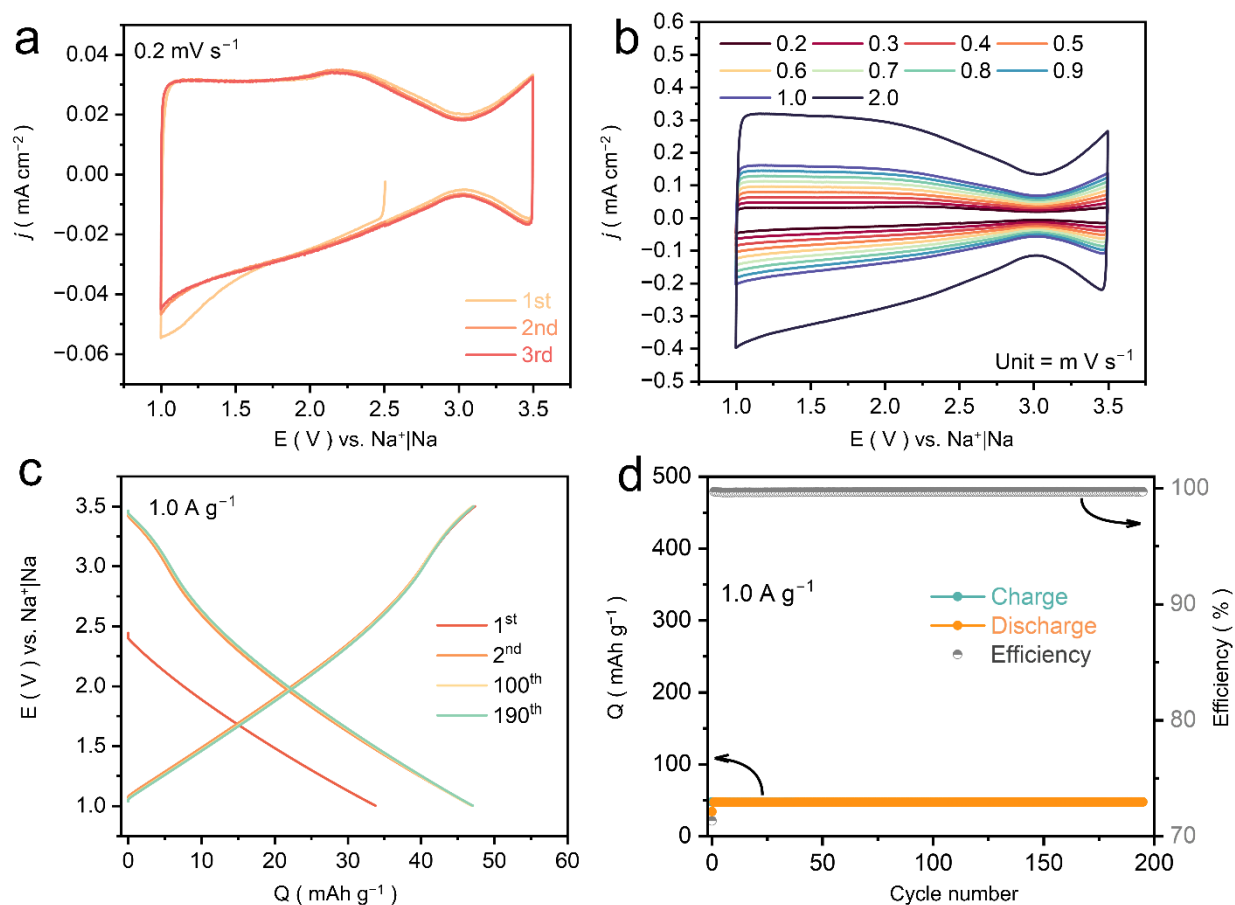 a
0.2 mV s⁻¹
0.04
0.02
0.00
−0.02
−0.04
−0.06
j ( mA cm⁻²)
1st
2nd
3rd
1.0 1.5 2.0 2.5 3.0 3.5
E ( V ) vs. Na⁺|Na
b
0.6
0.5
0.4
0.3
0.2
0.1
0.0
-0.1
-0.2
-0.3
-0.4
-0.5
j ( mA cm⁻²)
0.2 0.3 0.4 0.5
0.6 0.7 0.8 0.9
1.0 2.0
Unit = m V s⁻¹
1.0 1.5 2.0 2.5 3.0 3.5
E ( V ) vs. Na⁺|Na
c
1.0 A g⁻¹
3.5
3.0
2.5
2.0
1.5
1.0
E ( V ) vs. Na⁺|Na
1ˢᵗ
2ⁿᵈ
100ᵗʰ
190ᵗʰ
0 10 20 30 40 50 60
Q ( mAh g⁻¹ )
d
500
450
400
350
300
250
200
150
100
50
0
Q ( mAh g⁻¹ )
1.0 A g⁻¹
Charge
Discharge
Efficiency
100
90
80
70
Efficiency ( % )
0 50 100 150 200
Cycle number